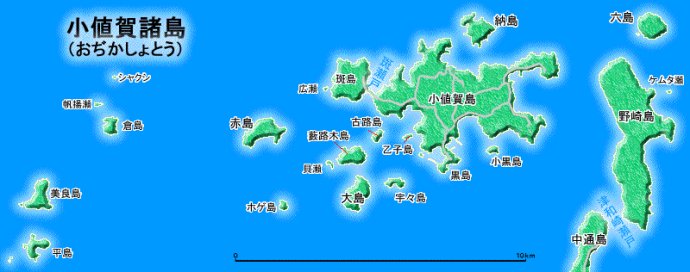 小値賀諸島
(おぢかしょとう)
シャクシ
帆揚瀬
倉島
美良島
平島
赤島
ホゲ島
広瀬
斑島
納島
六島
小値賀島
ケムタ瀬
野崎島
古路島
藪路木島
乙子島
貝瀬
大島
宇々島
黒島
小黒島
中通島
0
10km